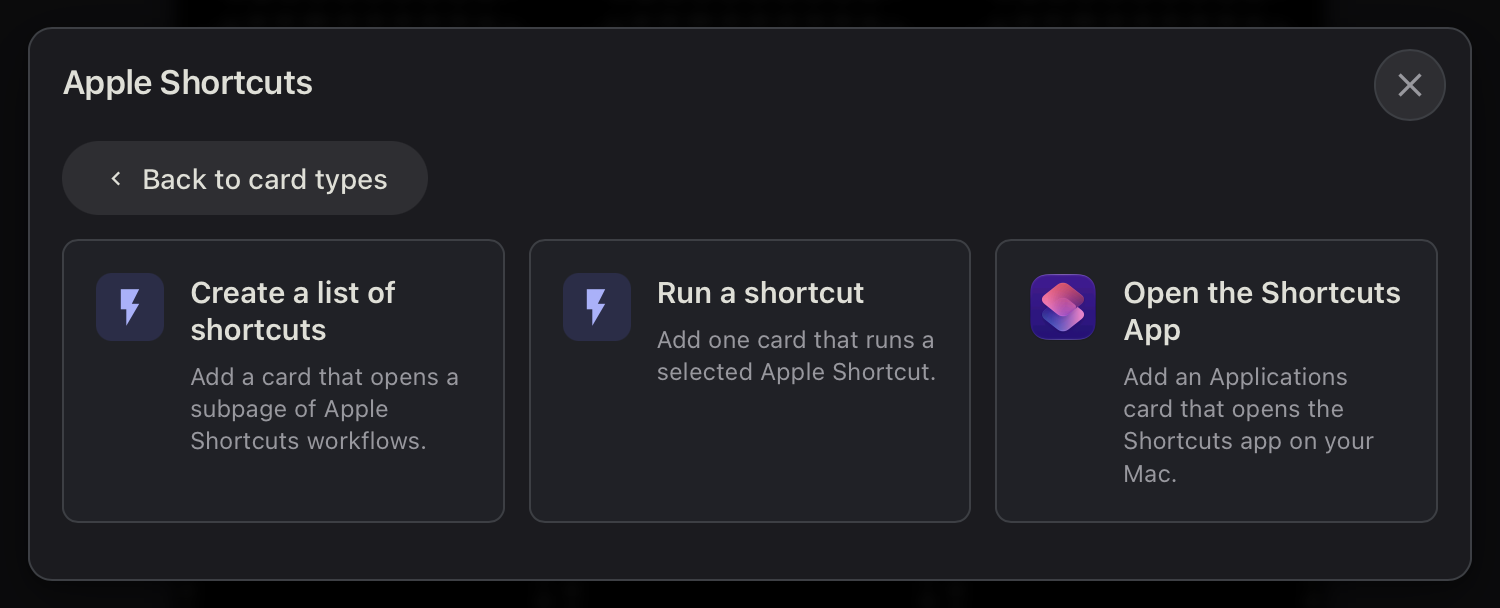 Apple Shortcuts
Back to card types
Create a list of
shortcuts
Add a card that opens a
subpage of Apple
Shortcuts workflows.
Run a shortcut
Add one card that runs a
selected Apple Shortcut.
Open the Shortcuts
App
Add an Applications
card that opens the
Shortcuts app on your
Mac.